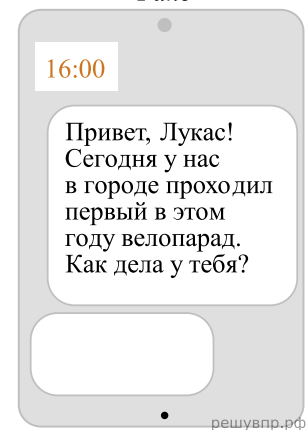 16:00
Привет, Лукас!
Сегодня у нас
в городе проходил
первый в этом
году велопарад.
Как дела у тебя?
решувпр.рф